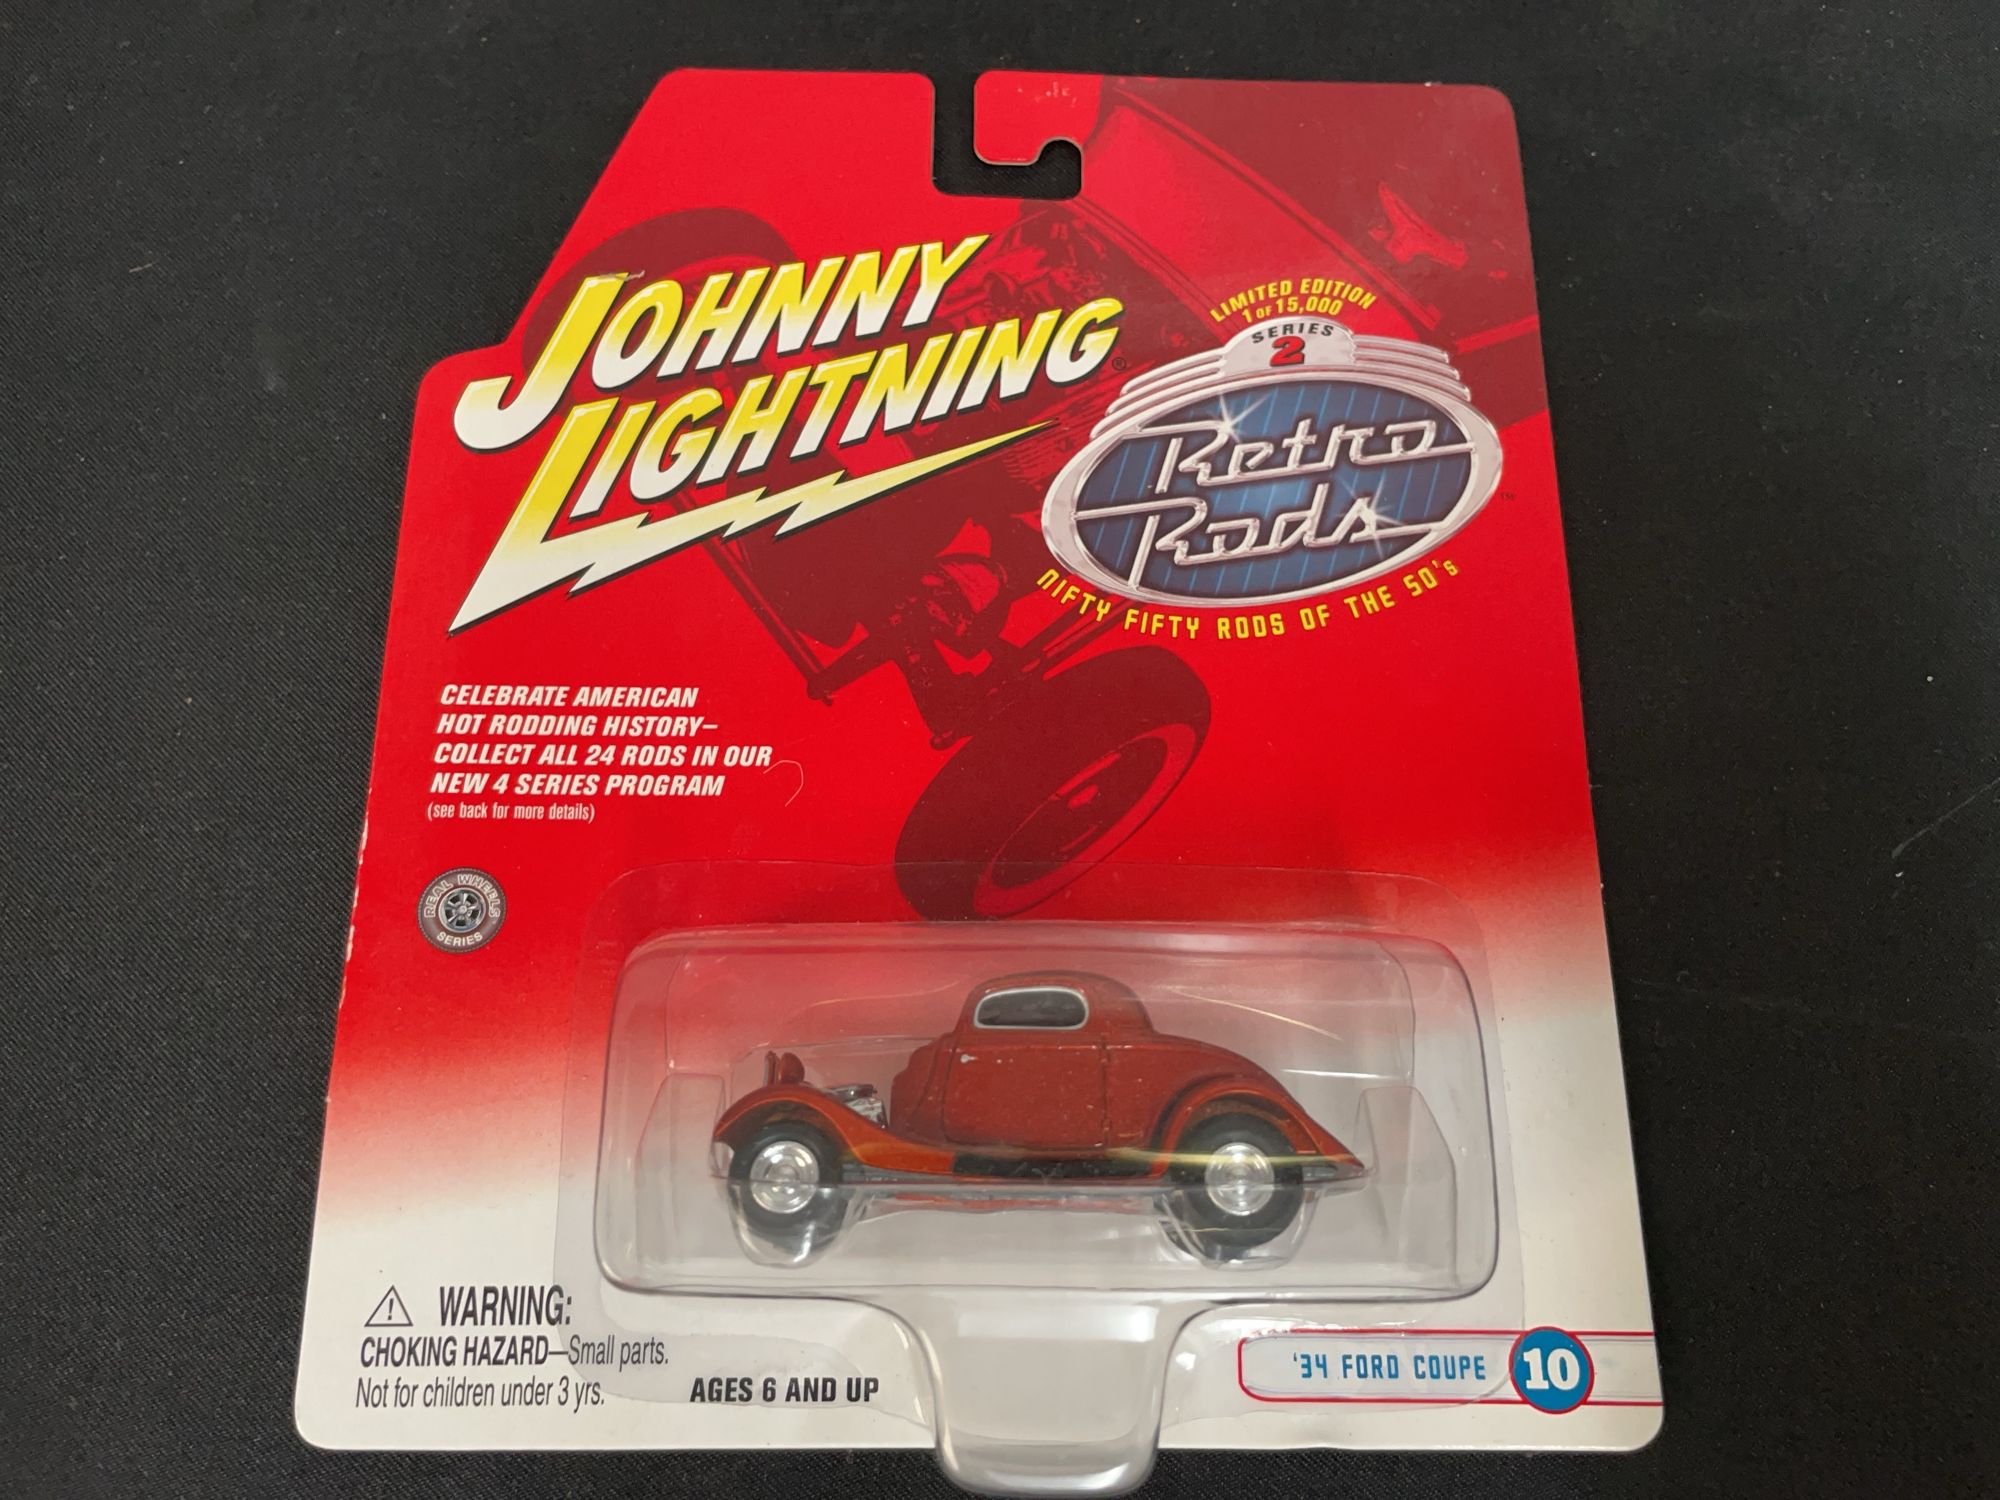 JOHNNY
LIGHTNING®
LIMITED EDITION
1 OF 15,000
SERIES
2
Retro
Rods
TM
NIFTY FIFTY RODS OF THE 50's
CELEBRATE AMERICAN
HOT RODDING HISTORY–
COLLECT ALL 24 RODS IN OUR
NEW 4 SERIES PROGRAM
(see back for more details)
REAL WHEELS
SERIES
⚠ WARNING:
CHOKING HAZARD—Small parts.
Not for children under 3 yrs.
AGES 6 AND UP
'34 FORD COUPE
10